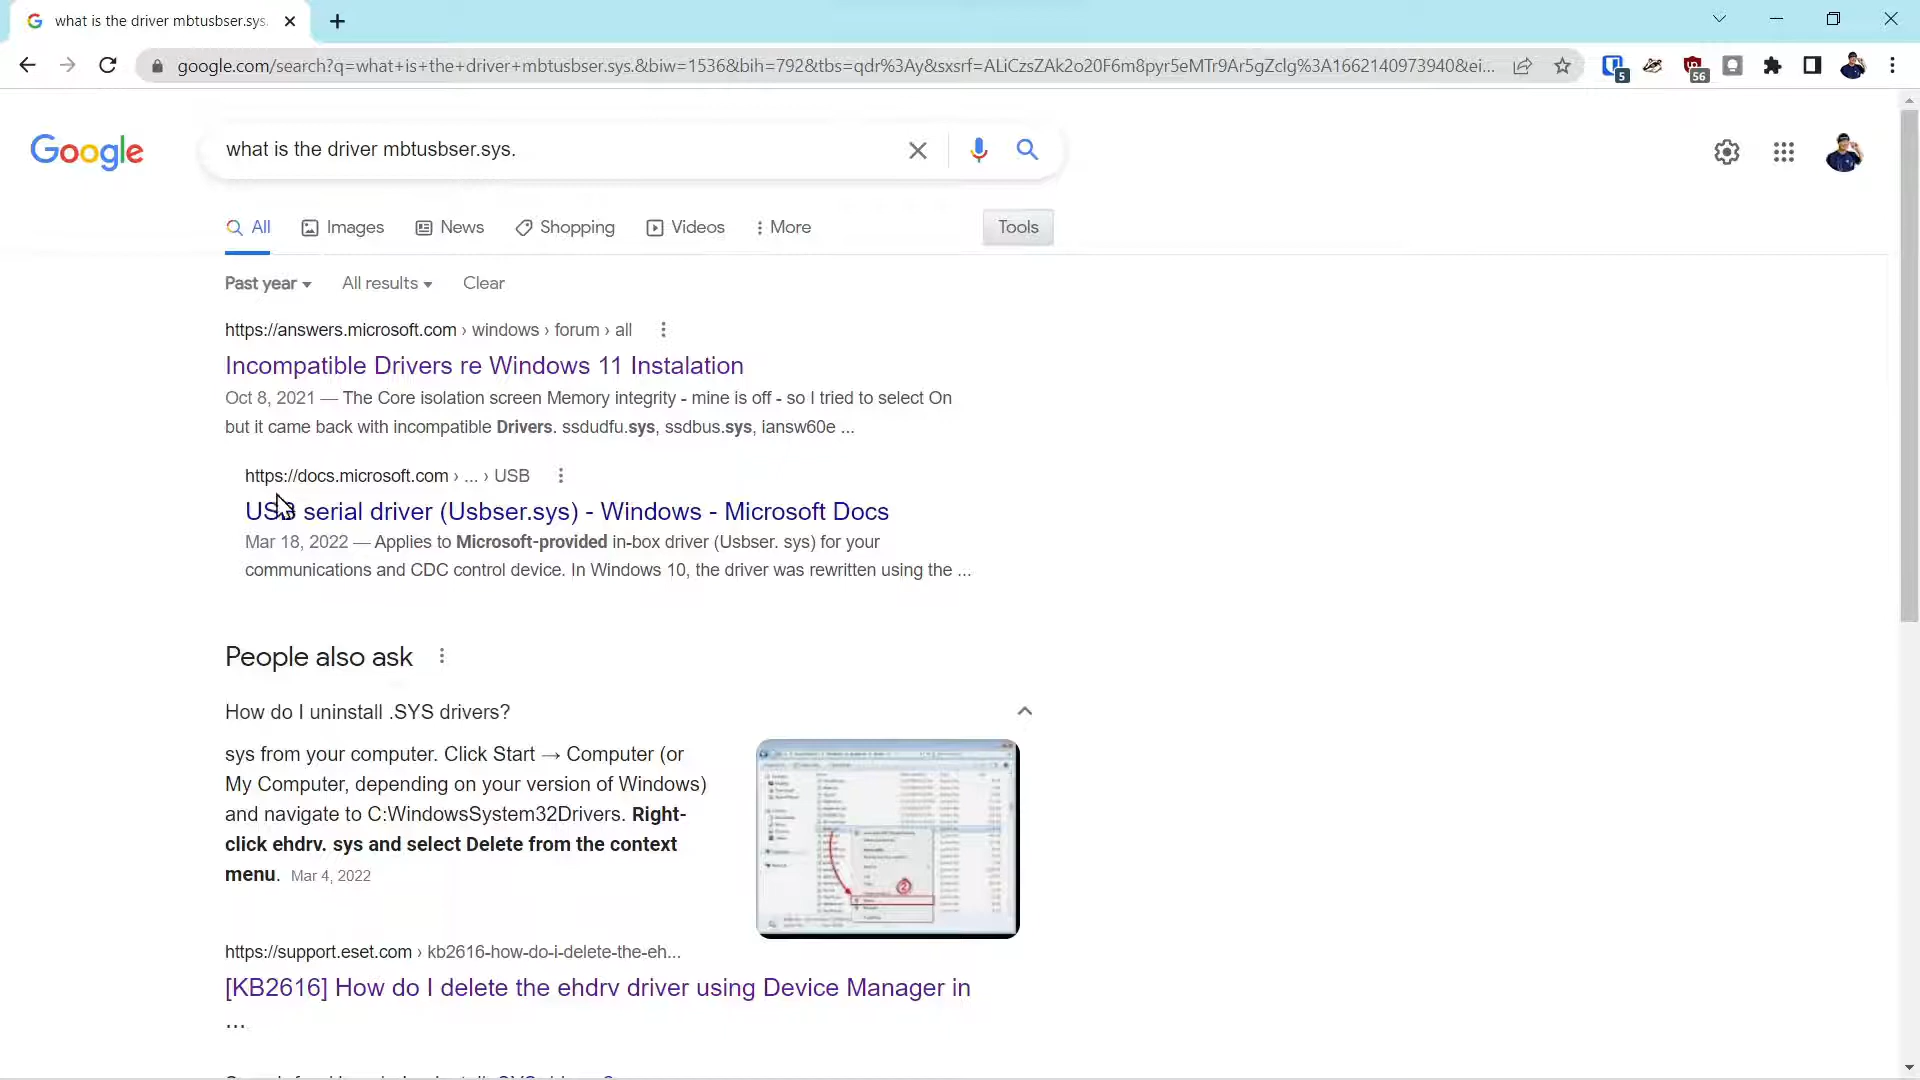 what is the driver mbtusbser.sys.
google.com/search?q=what+is+the+driver+mbtusbser.sys.&biw=1536&bih=792&tbs=qdr%3Ay&sxsrf=ALiCzsZAk2o20F6m8pyr5eMTr9Ar5gZclg%3A1662140973940&ei...
5
56
Google
what is the driver mbtusbser.sys.
All
Images
News
Shopping
Videos
More
Tools
Past year
All results
Clear
https://answers.microsoft.com › windows › forum › all
Incompatible Drivers re Windows 11 Instalation
Oct 8, 2021 — The Core isolation screen Memory integrity - mine is off - so I tried to select On
but it came back with incompatible Drivers. ssdudfu.sys, ssdbus.sys, iansw60e ...
https://docs.microsoft.com › ... › USB
USB serial driver (Usbser.sys) - Windows - Microsoft Docs
Mar 18, 2022 — Applies to Microsoft-provided in-box driver (Usbser. sys) for your
communications and CDC control device. In Windows 10, the driver was rewritten using the ...
People also ask
How do I uninstall .SYS drivers?
sys from your computer. Click Start → Computer (or
My Computer, depending on your version of Windows)
and navigate to C:WindowsSystem32Drivers. Right-
click ehdrv. sys and select Delete from the context
menu. Mar 4, 2022
2
https://support.eset.com › kb2616-how-do-i-delete-the-eh...
[KB2616] How do I delete the ehdrv driver using Device Manager in
...